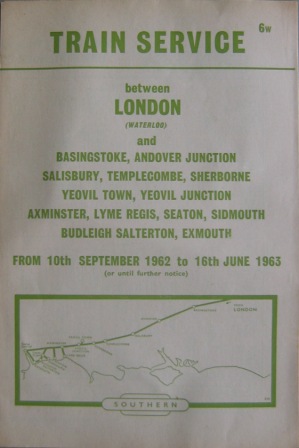 6w
TRAIN SERVICE
between
LONDON
(WATERLOO)
and
BASINGSTOKE, ANDOVER JUNCTION
SALISBURY, TEMPLECOMBE, SHERBORNE
YEOVIL TOWN, YEOVIL JUNCTION
AXMINSTER, LYME REGIS, SEATON, SIDMOUTH
BUDLEIGH SALTERTON, EXMOUTH
FROM 10th SEPTEMBER 1962 to 16th JUNE 1963
(or until further notice)
LONDON
SOUTHERN